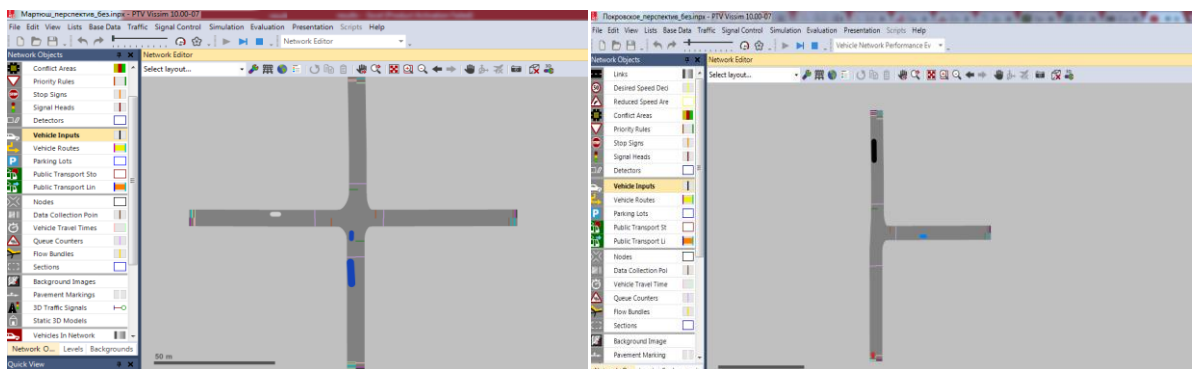 Мартюш_перспектив_без.inpx - PTV Vissim 10.00-07
File Edit View Lists Base Data Traffic Signal Control Simulation Evaluation Presentation Scripts Help
Network Editor
Network Objects
Network Editor
Select layout...
Conflict Areas
Priority Rules
Stop Signs
Signal Heads
Detectors
Vehicle Inputs
Vehicle Routes
Parking Lots
Public Transport Sto
Public Transport Lin
Nodes
Data Collection Poin
Vehicle Travel Times
Queue Counters
Flow Bundles
Sections
Background Images
Pavement Markings
3D Traffic Signals
Static 3D Models
Vehicles In Network
Network O... Levels Backgrounds
Quick View
50 m
Покровское_перспектив_без.inpx - PTV Vissim 10.00-07
File Edit View Lists Base Data Traffic Signal Control Simulation Evaluation Presentation Scripts Help
Vehicle Network Performance Ev
Network Objects
Network Editor
Select layout...
Links
Desired Speed Deci
Reduced Speed Are
Conflict Areas
Priority Rules
Stop Signs
Signal Heads
Detectors
Vehicle Inputs
Vehicle Routes
Parking Lots
Public Transport St
Public Transport Li
Nodes
Data Collection Poi
Vehicle Travel Time
Queue Counters
Flow Bundles
Sections
Background Image
Pavement Marking